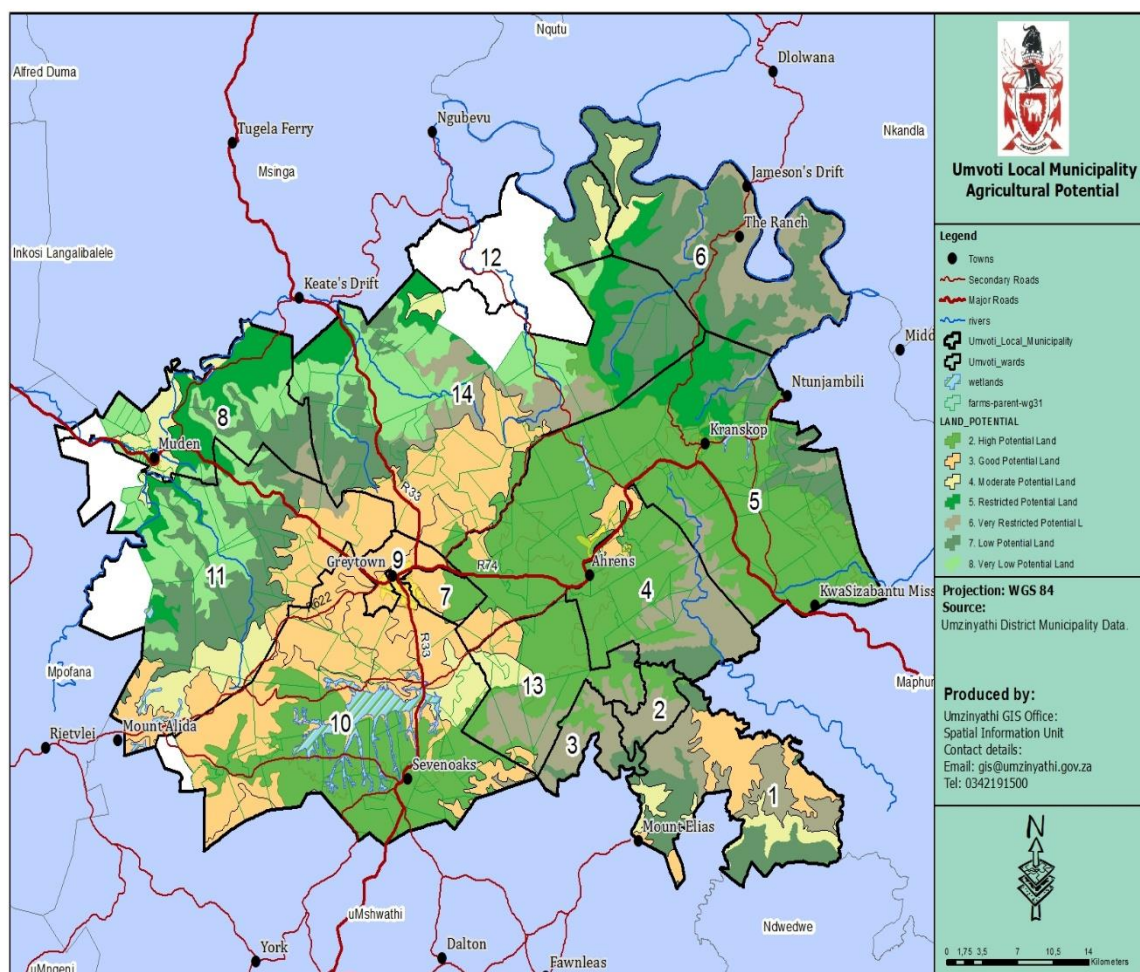 Nqutu
Alfred Duma
Dlolwana
Ngubevu
Tugela Ferry
Nkandla
Msinga
Jameson's Drift
The Ranch
Inkosi Langalibalele
12
6
Keate's Drift
Midd
Ntunjambili
14
8
Kranskop
Muden
R33
5
9
R74
Greytown
Ahrens
11
7
4
KwaSizabantu Miss
R622
R33
Mpofana
Maphum
13
2
10
Mount Alida
Rietvlei
3
Sevenoaks
1
Mount Elias
uMshwathi
Ndwedwe
York
Dalton
uMngeni
Fawnleas
Umvoti Local Municipality
Agricultural Potential
Legend
Towns
Secondary Roads
Major Roads
rivers
Umvoti_Local_Municipality
Umvoti_wards
wetlands
farms-parent-wg31
LAND_POTENTIAL
2. High Potential Land
3. Good Potential Land
4. Moderate Potential Land
5. Restricted Potential Land
6. Very Restricted Potential L
7. Low Potential Land
8. Very Low Potential Land
Projection: WGS 84
Source:
Umzinyathi District Municipality Data.
Produced by:
Umzinyathi GIS Office:
Spatial Information Unit
Contact details:
Email: gis@umzinyathi.gov.za
Tel: 0342191500
N
0 1,75 3,5 7 10,5 14
Kilometers